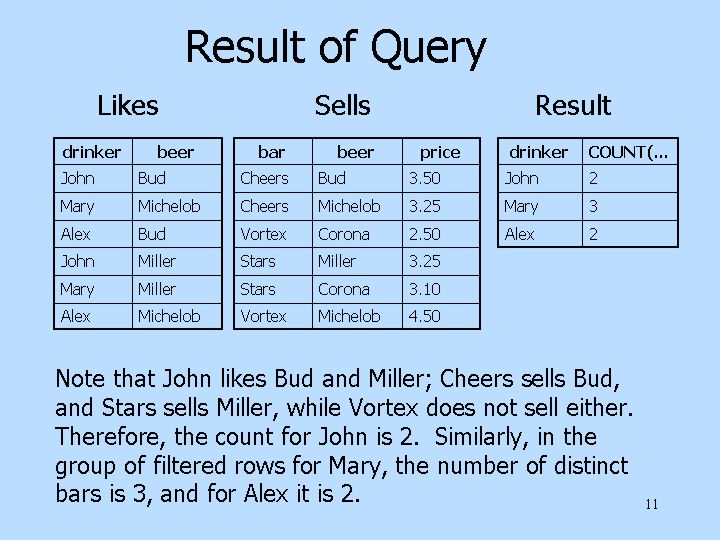 Result of Query
Likes Sells Result
drinker beer bar beer price drinker COUNT(...
John Bud Cheers Bud 3.50 John 2
Mary Michelob Cheers Michelob 3.25 Mary 3
Alex Bud Vortex Corona 2.50 Alex 2
John Miller Stars Miller 3.25
Mary Miller Stars Corona 3.10
Alex Michelob Vortex Michelob 4.50
Note that John likes Bud and Miller; Cheers sells Bud,
and Stars sells Miller, while Vortex does not sell either.
Therefore, the count for John is 2. Similarly, in the
group of filtered rows for Mary, the number of distinct
bars is 3, and for Alex it is 2.
11